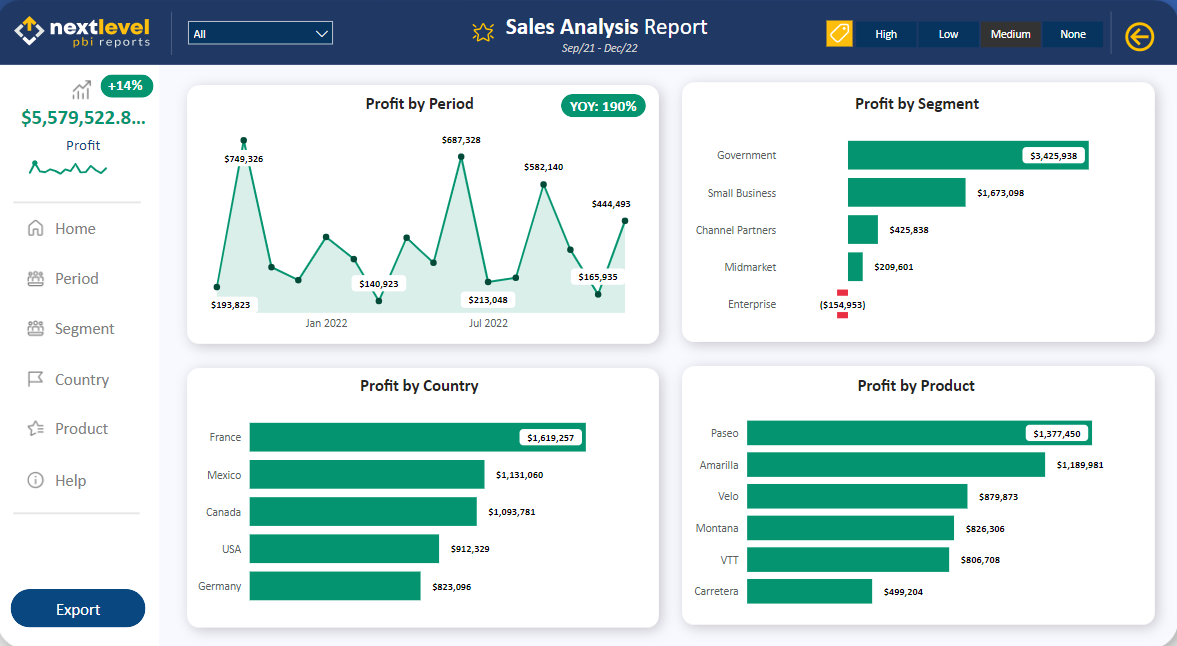 nextlevel
pbi reports
All
Sales Analysis Report
Sep/21 - Dec/22
High
Low
Medium
None
+14%
$5,579,522.8...
Profit
Home
Period
Segment
Country
Product
Help
Export
Profit by Period
YOY: 190%
$749,326
$687,328
$582,140
$444,493
$193,823
$140,923
$213,048
$165,935
Jan 2022
Jul 2022
Profit by Segment
Government
$3,425,938
Small Business
$1,673,098
Channel Partners
$425,838
Midmarket
$209,601
Enterprise
($154,953)
Profit by Country
France
$1,619,257
Mexico
$1,131,060
Canada
$1,093,781
USA
$912,329
Germany
$823,096
Profit by Product
Paseo
$1,377,450
Amarilla
$1,189,981
Velo
$879,873
Montana
$826,306
VTT
$806,708
Carretera
$499,204